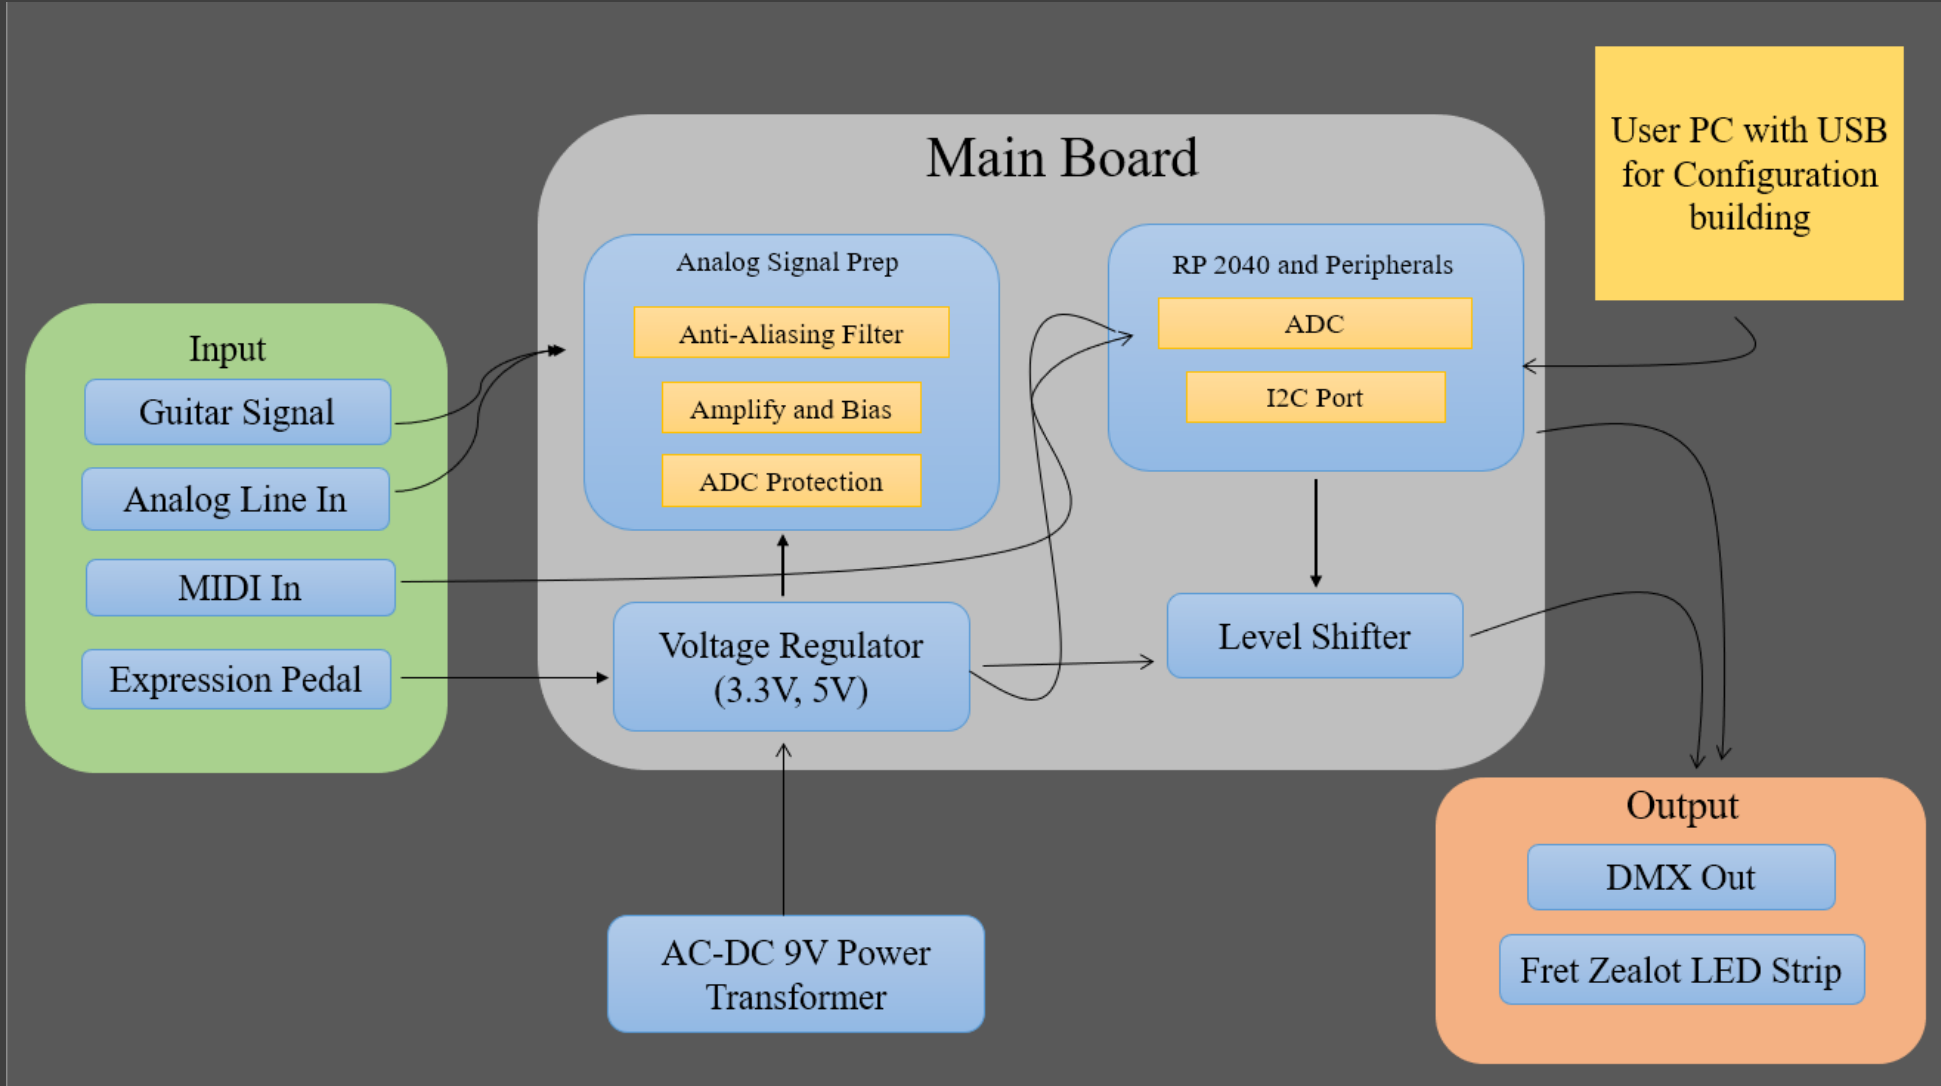 Main Board
User PC with USB
for Configuration
building
Input
Guitar Signal
Analog Line In
MIDI In
Expression Pedal
Analog Signal Prep
Anti-Aliasing Filter
Amplify and Bias
ADC Protection
RP 2040 and Peripherals
ADC
I2C Port
Voltage Regulator
(3.3V, 5V)
Level Shifter
AC-DC 9V Power
Transformer
Output
DMX Out
Fret Zealot LED Strip